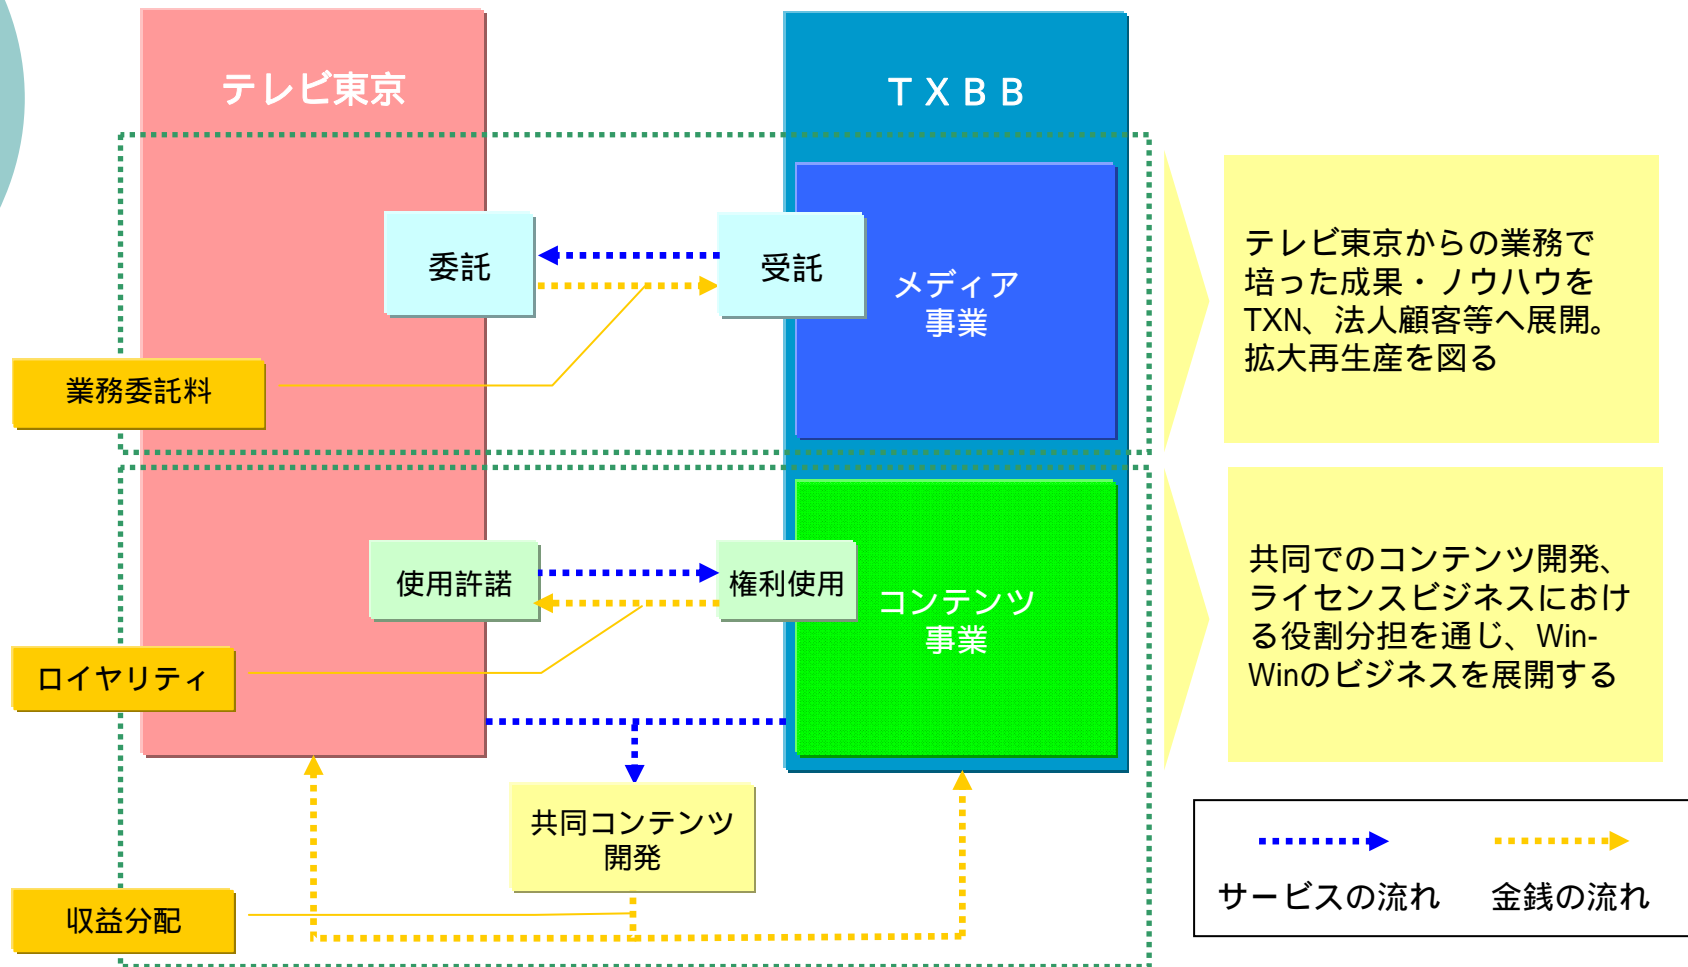 テレビ東京
ＴＸＢＢ
委託
受託
メディア
事業
業務委託料
テレビ東京からの業務で
培った成果・ノウハウを
TXN、法人顧客等へ展開。
拡大再生産を図る
使用許諾
権利使用
コンテンツ
事業
ロイヤリティ
共同でのコンテンツ開発、
ライセンスビジネスにおけ
る役割分担を通じ、Win-
Winのビジネスを展開する
共同コンテンツ
開発
収益分配
サービスの流れ
金銭の流れ